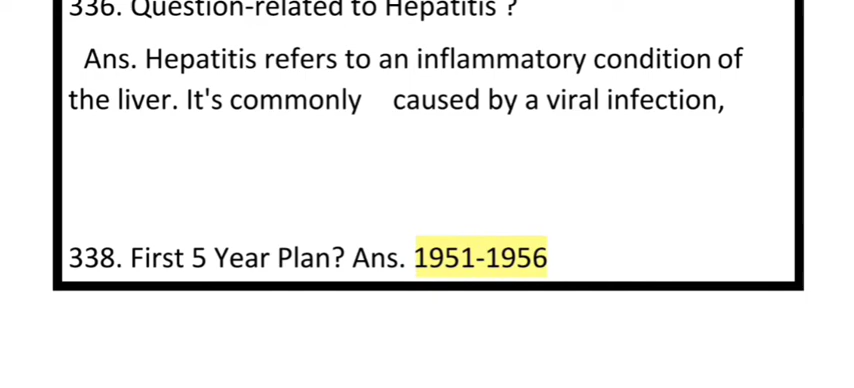 336. Question-related to Hepatitis ?
Ans. Hepatitis refers to an inflammatory condition of
the liver. It's commonly caused by a viral infection,
338. First 5 Year Plan? Ans. 1951-1956